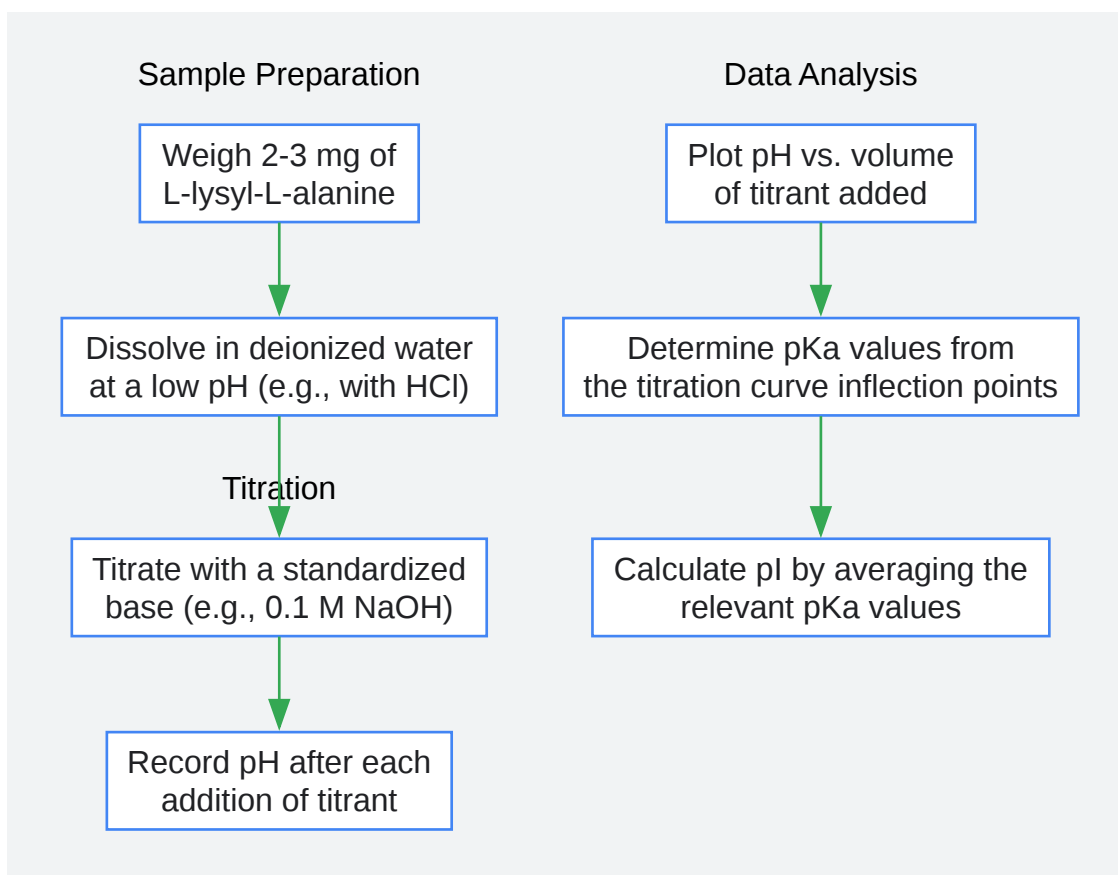 Sample Preparation
Weigh 2-3 mg of
L-lysyl-L-alanine
Dissolve in deionized water
at a low pH (e.g., with HCl)
Titration
Titrate with a standardized
base (e.g., 0.1 M NaOH)
Record pH after each
addition of titrant
Data Analysis
Plot pH vs. volume
of titrant added
Determine pKa values from
the titration curve inflection points
Calculate pI by averaging the
relevant pKa values